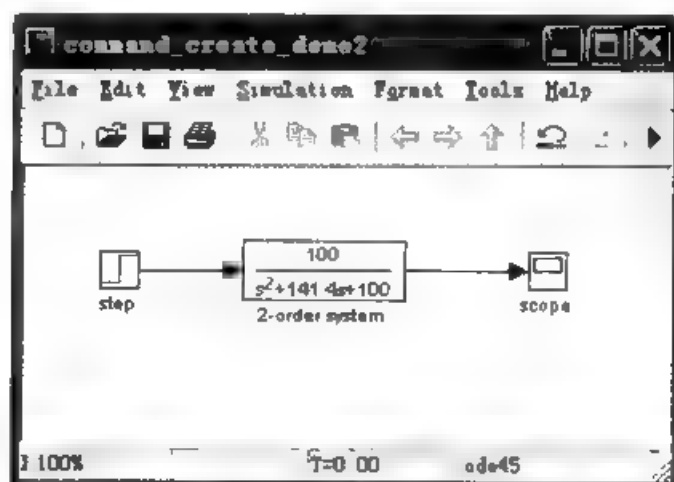 command_create_demo2
File Edit View Simulation Format Tools Help
100
s²+141.4s+100
step
2-order system
scope
100%
T=0.00
ode45